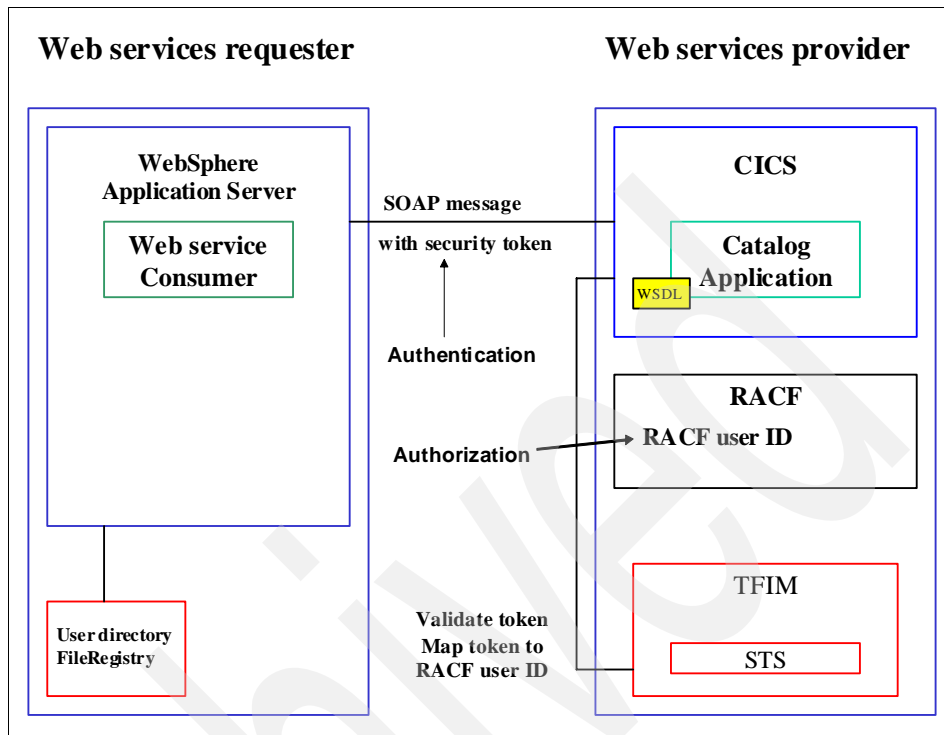 Web services requester
Web services provider
WebSphere
Application Server
Web service
Consumer
SOAP message
with security token
Authentication
CICS
Catalog
Application
WSDL
RACF
RACF user ID
Authorization
User directory
FileRegistry
Validate token
Map token to
RACF user ID
TFIM
STS